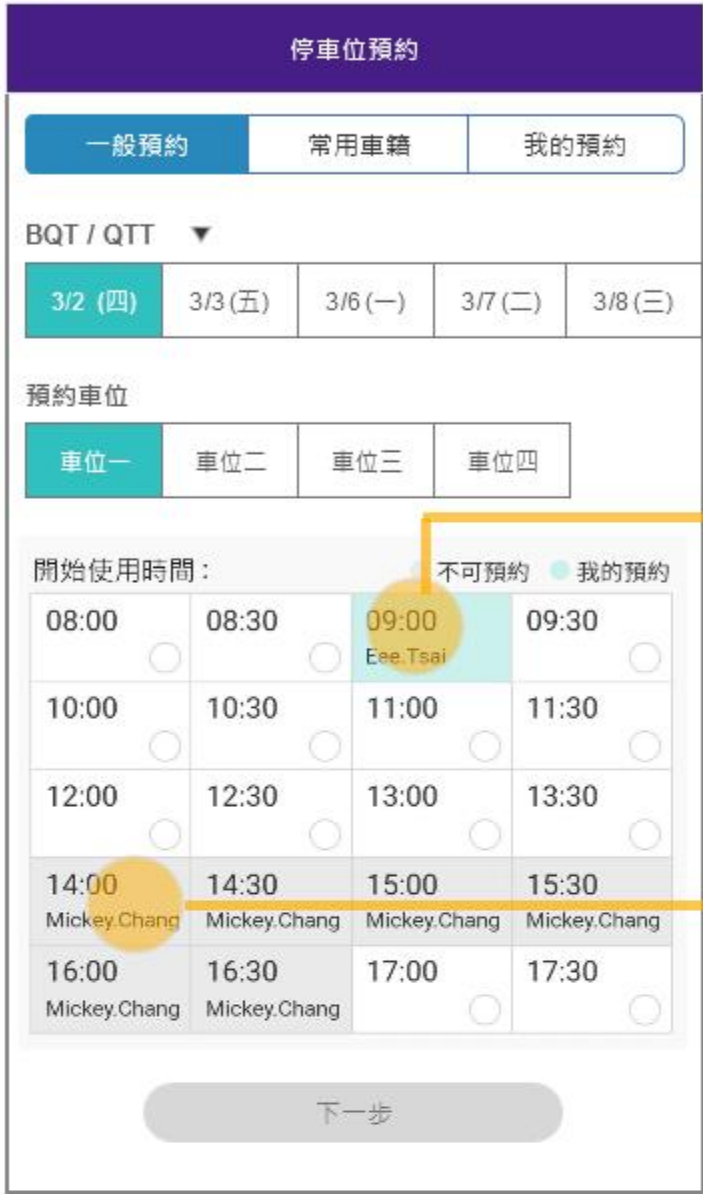 停車位預約
一般預約 常用車籍 我的預約
BQT / QTT ▼
3/2 (四) 3/3 (五) 3/6 (一) 3/7 (二) 3/8 (三)
預約車位
車位一 車位二 車位三 車位四
開始使用時間: 不可預約 我的預約
08:00 08:30 09:00 09:30
Eee.Tsai
10:00 10:30 11:00 11:30
12:00 12:30 13:00 13:30
14:00 14:30 15:00 15:30
Mickey.Chang Mickey.Chang Mickey.Chang Mickey.Chang
16:00 16:30 17:00 17:30
Mickey.Chang Mickey.Chang
下一步